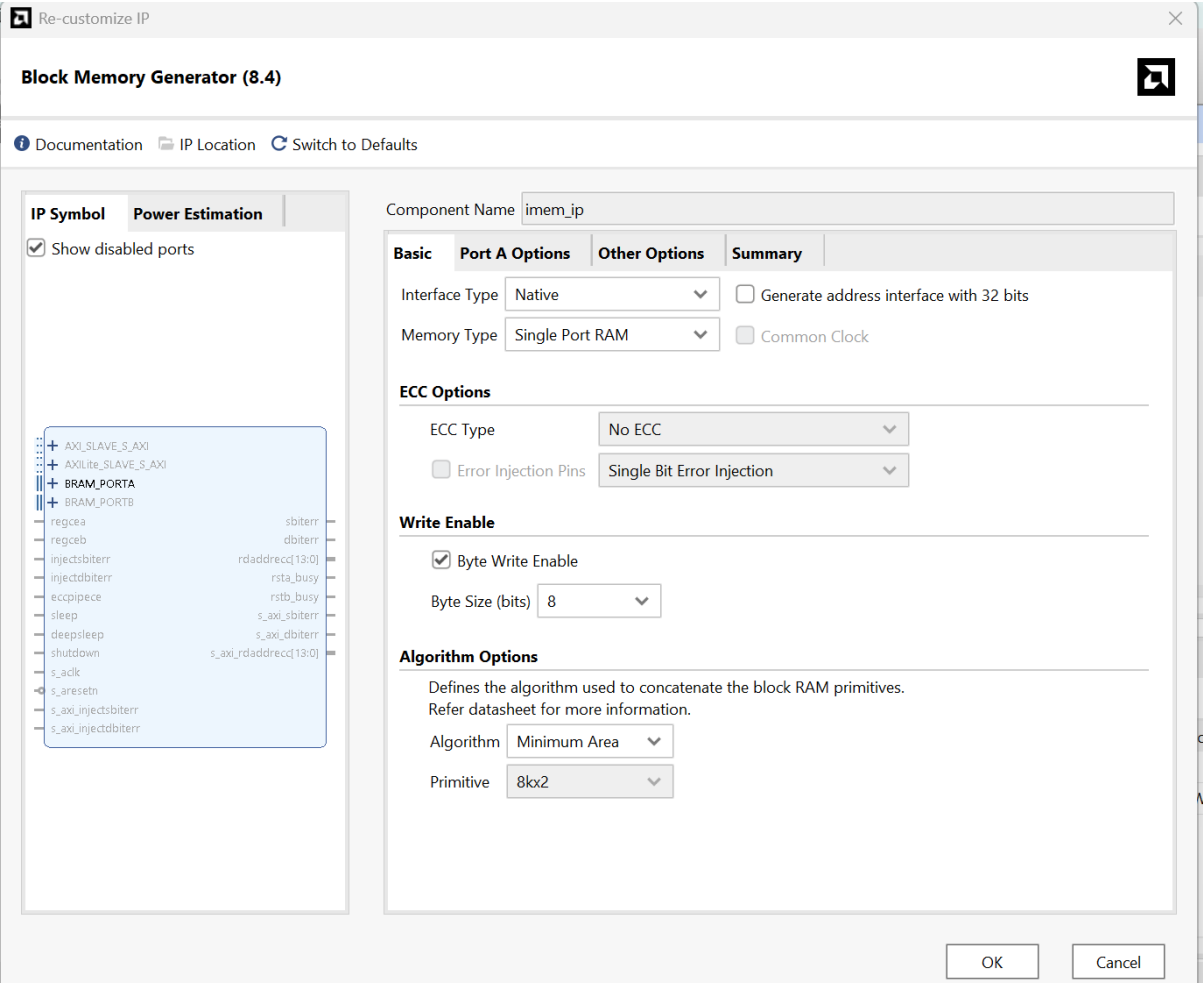 Re-customize IP
Block Memory Generator (8.4)
Documentation IP Location Switch to Defaults
IP Symbol Power Estimation
Show disabled ports
AXI_SLAVE_S_AXI
AXILite_SLAVE_S_AXI
BRAM_PORTA
BRAM_PORTB
regcea sbiterr
regceb dbiterr
injectsbiterr rdaddrecc[13:0]
injectdbiterr rsta_busy
eccpipece rstb_busy
sleep s_axi_sbiterr
deepsleep s_axi_dbiterr
shutdown s_axi_rdaddrecc[13:0]
s_aclk
s_aresetn
s_axi_injectsbiterr
s_axi_injectdbiterr
Component Name imem_ip
Basic Port A Options Other Options Summary
Interface Type Native Generate address interface with 32 bits
Memory Type Single Port RAM Common Clock
ECC Options
ECC Type No ECC
Error Injection Pins Single Bit Error Injection
Write Enable
Byte Write Enable
Byte Size (bits) 8
Algorithm Options
Defines the algorithm used to concatenate the block RAM primitives.
Refer datasheet for more information.
Algorithm Minimum Area
Primitive 8kx2
OK Cancel